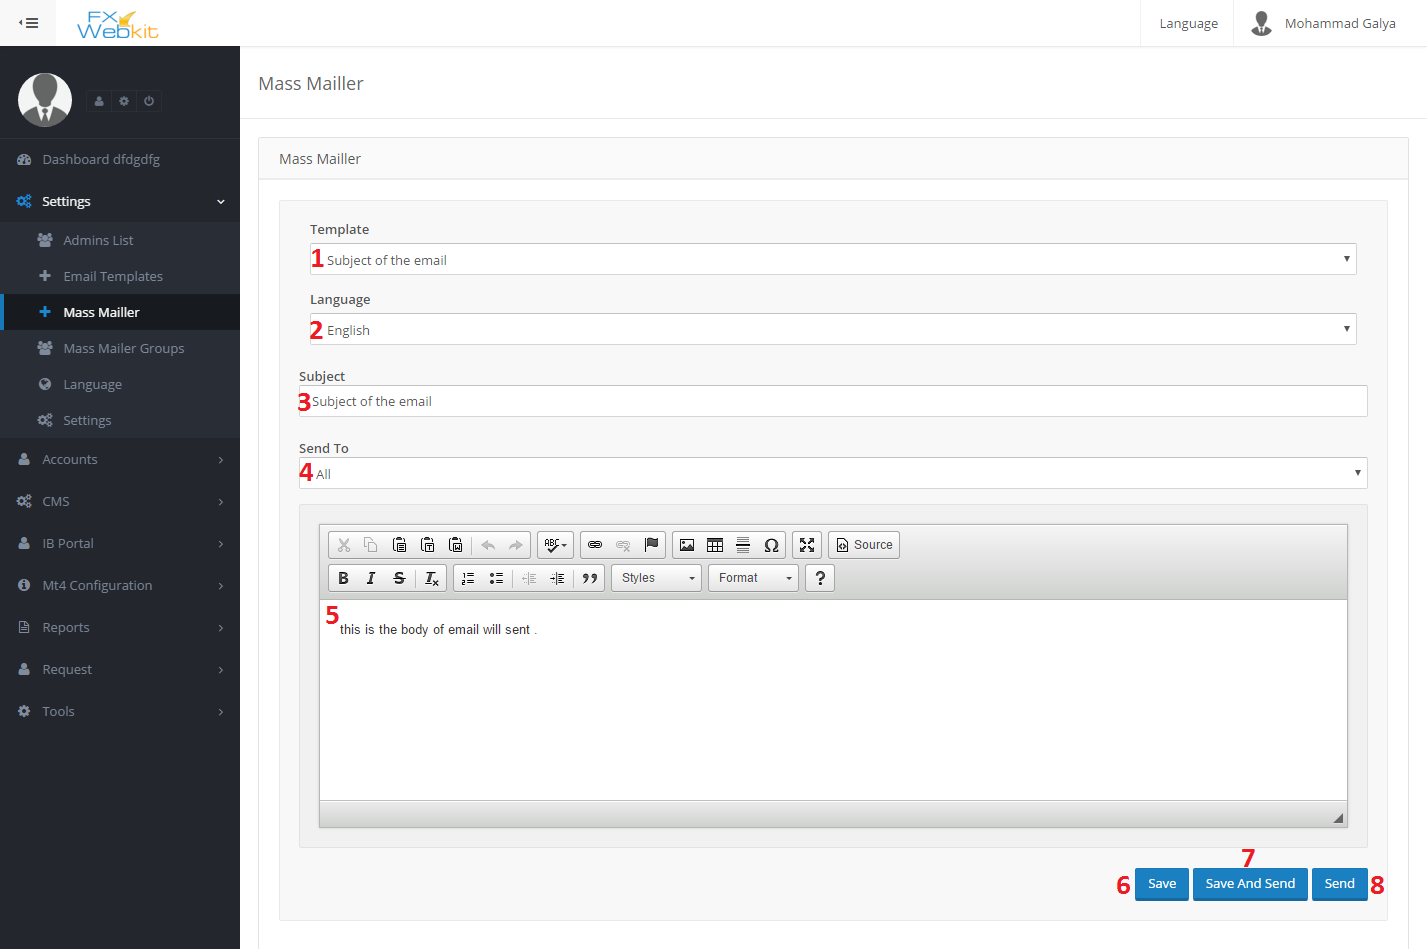 FX
Webkit
Language
Mohammad Galya
Mass Mailler
Dashboard dfdgdfg
Settings
Admins List
Email Templates
Mass Mailler
Mass Mailer Groups
Language
Settings
Accounts
CMS
IB Portal
Mt4 Configuration
Reports
Request
Tools
Mass Mailler
Template
1 Subject of the email
Language
2 English
Subject
3 Subject of the email
Send To
4 All
ABC
Ω
Source
B I S Tx
Styles
Format
?
5
this is the body of email will sent .
7
6 Save
Save And Send
Send 8